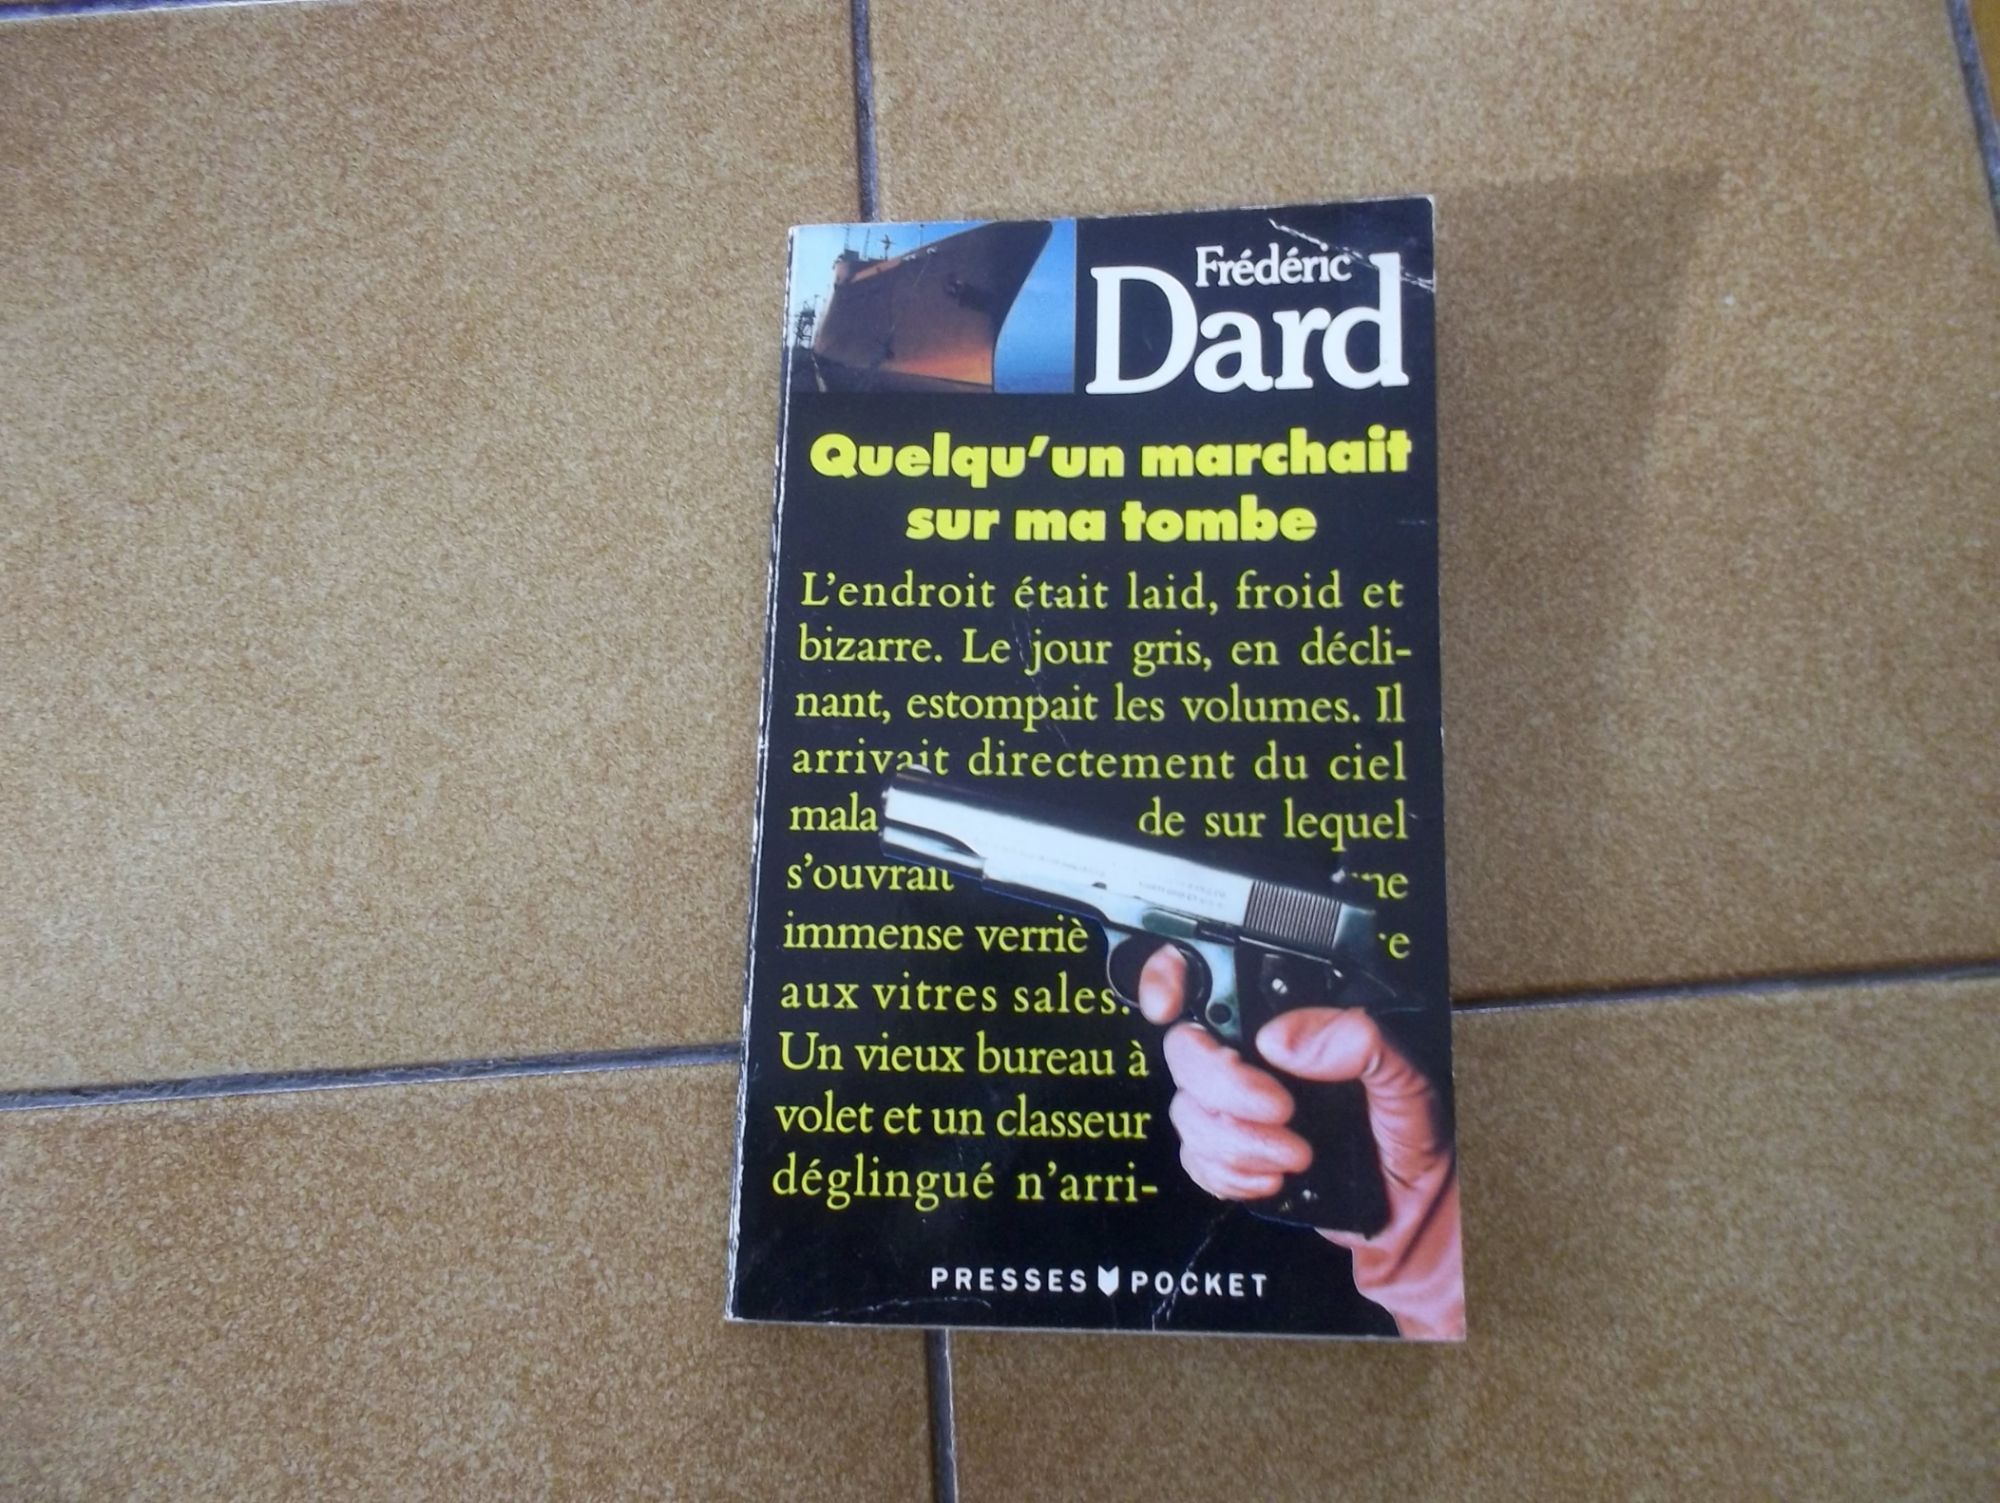 Frédéric
Dard
Quelqu'un marchait
sur ma tombe
L'endroit était laid, froid et
bizarre. Le jour gris, en décli-
nant, estompait les volumes. Il
arrivait directement du ciel
mala de sur lequel
s'ouvrait ne
immense verriè re
aux vitres sales.
Un vieux bureau à
volet et un classeur
déglingué n'arri-
PRESSES POCKET